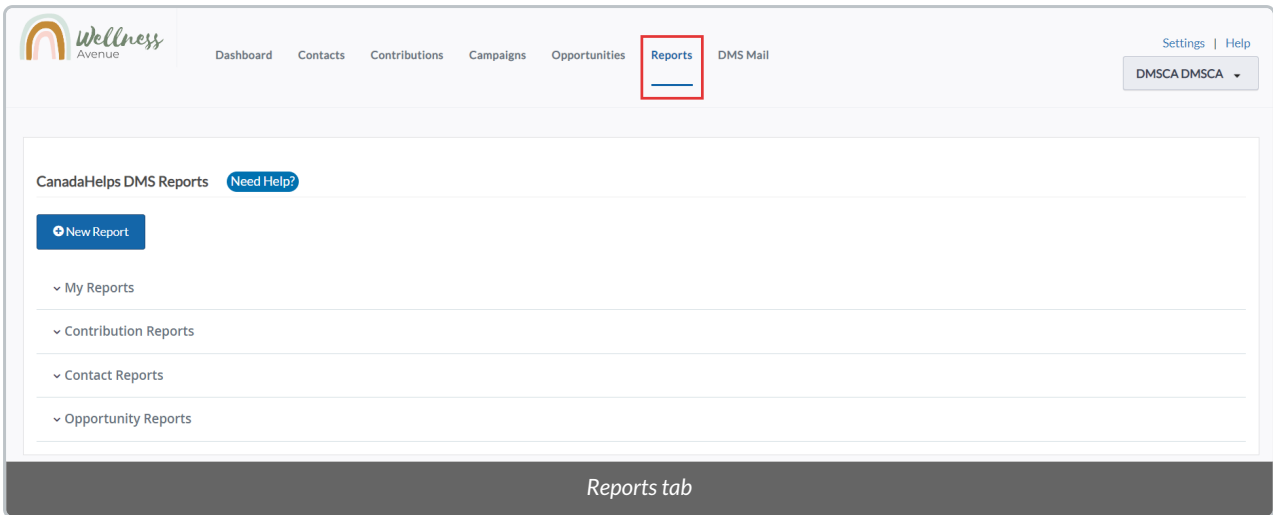 Wellness
Avenue
Dashboard Contacts Contributions Campaigns Opportunities Reports DMS Mail
Settings | Help
DMSCA DMSCA
CanadaHelps DMS Reports Need Help?
New Report
My Reports
Contribution Reports
Contact Reports
Opportunity Reports
Reports tab